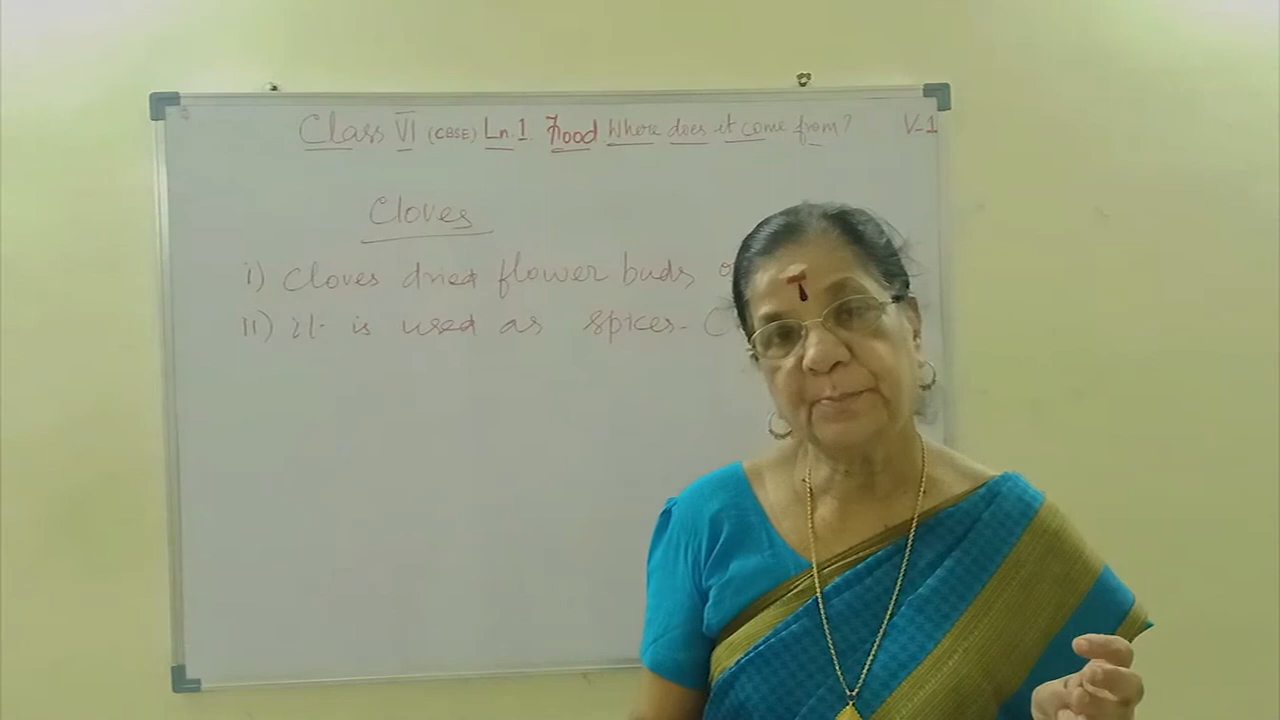 Class VI (CBSE) Ln.1 Food Where does it come from? V-1
Cloves
i) Cloves dried flower buds
ii) it is used as spices. (